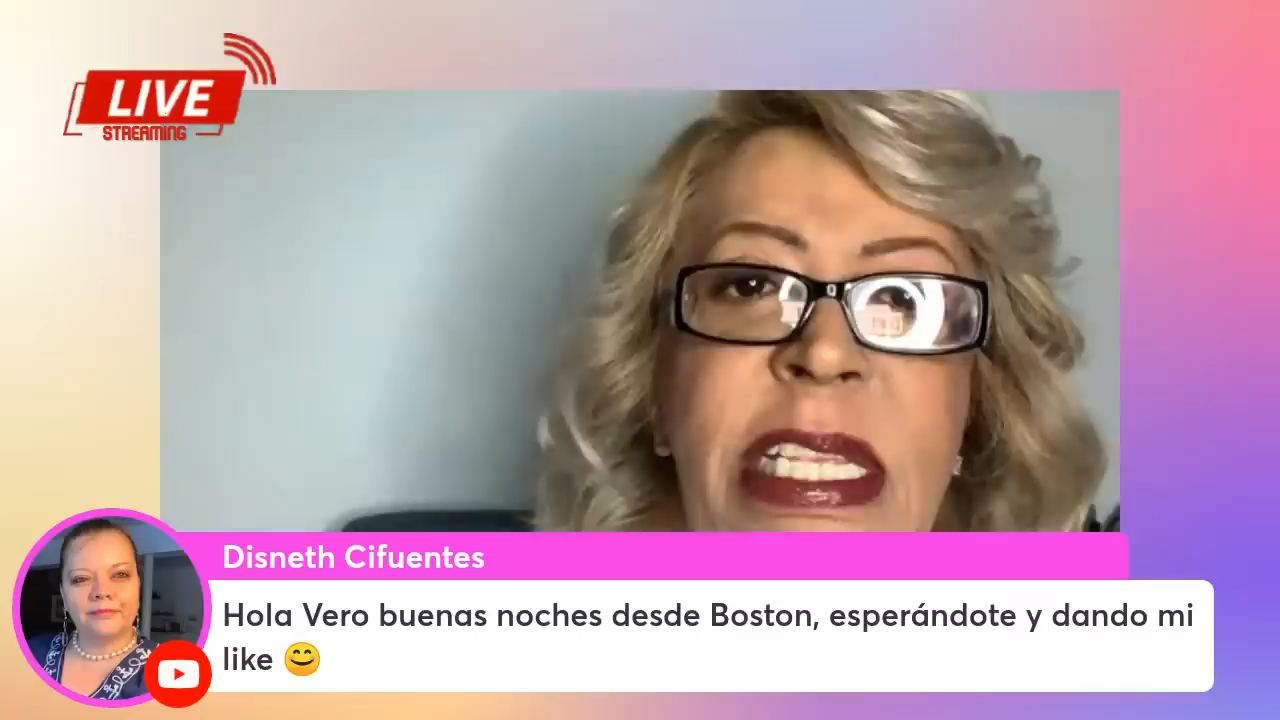 LIVE
STREAMING
Disneth Cifuentes
Hola Vero buenas noches desde Boston, esperándote y dando mi
like 😄